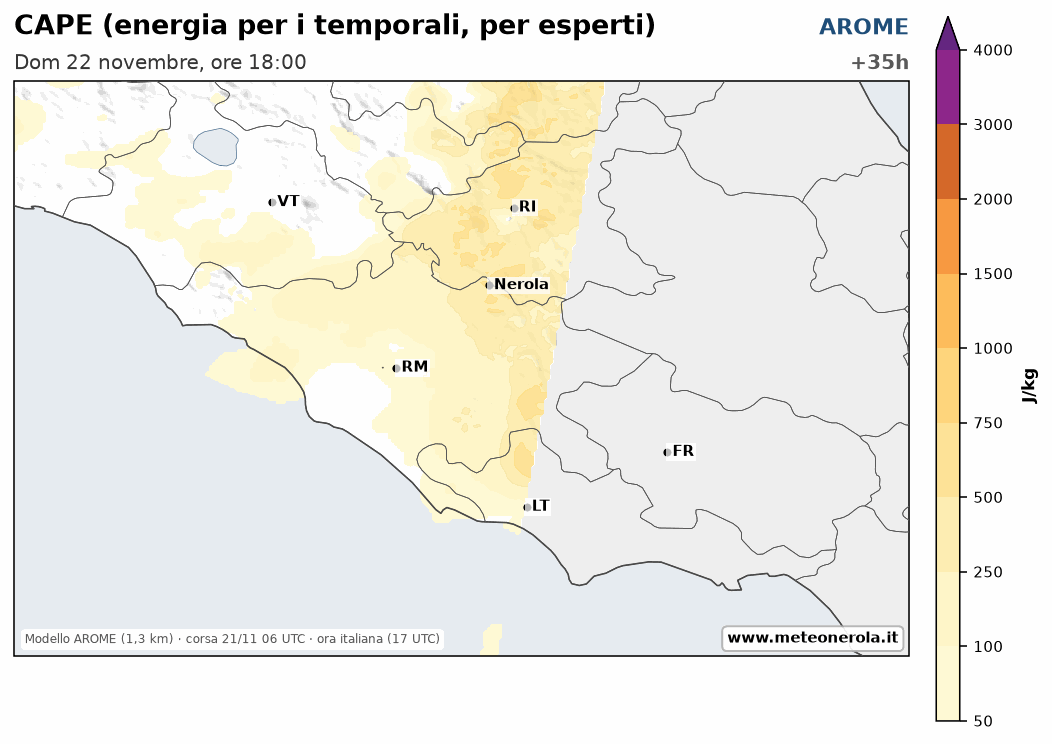 CAPE (energia per i temporali, per esperti)
AROME
Dom 22 novembre, ore 18:00
+35h
4000
3000
2000
1500
1000
750
500
250
100
50
J/kg
VT
RI
Nerola
RM
FR
LT
Modello AROME (1,3 km) · corsa 21/11 06 UTC · ora italiana (17 UTC)
www.meteonerola.it